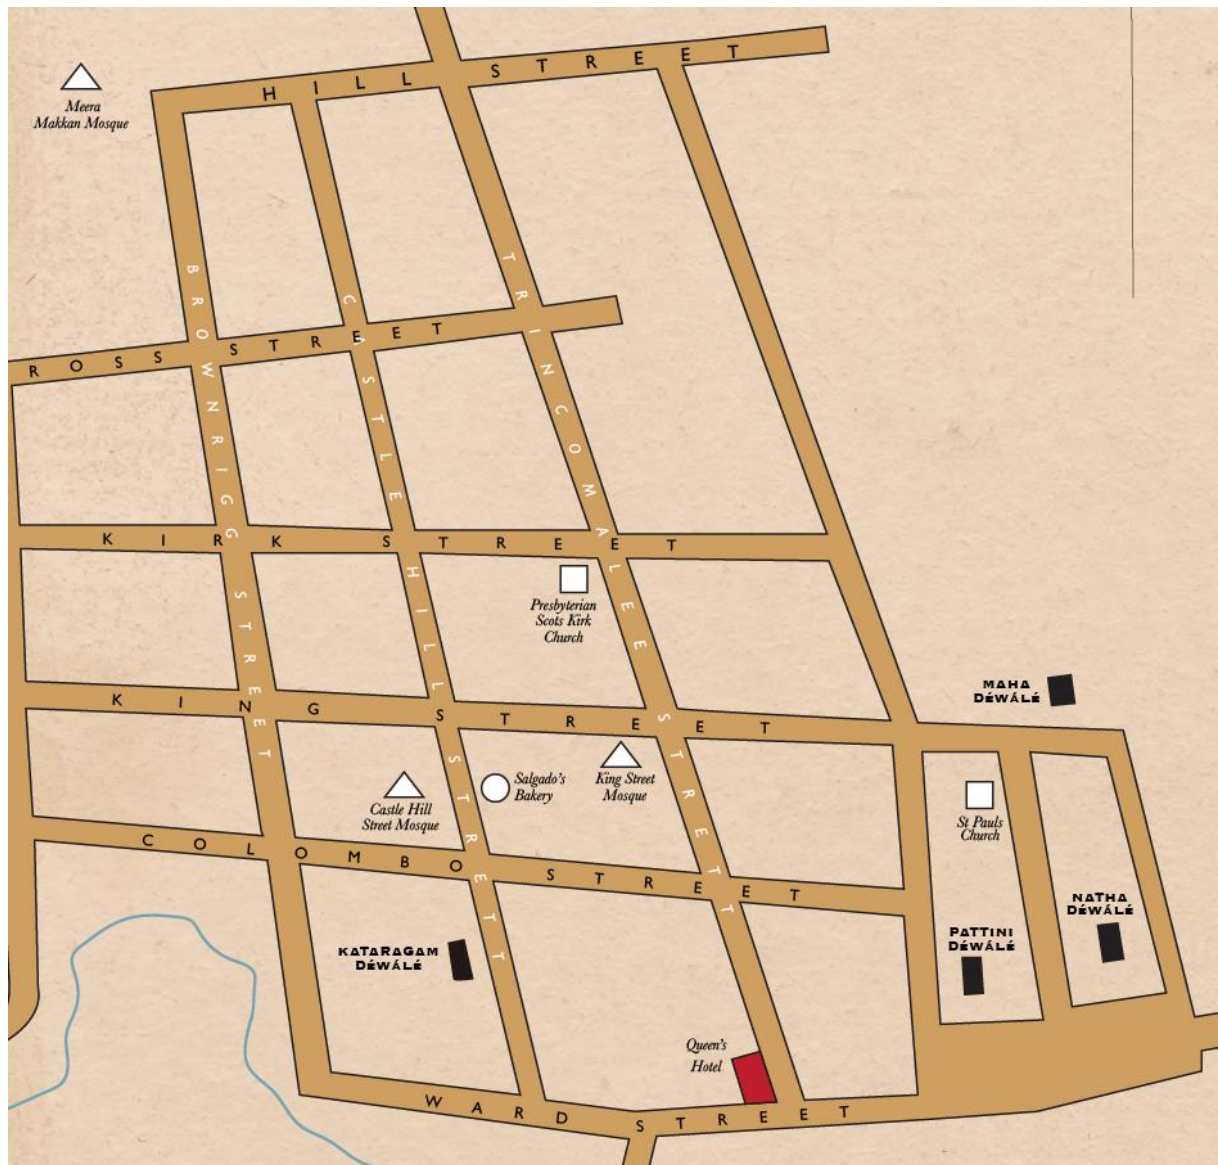 HILL STREET
Meera
Makkan Mosque
BROWNRIGG STREET
CASTLE HILL STREET
TRINCOMALEE STRETT
ROSS STREET
KIRK STREET
Presbyterian
Scots Kirk
Church
MAHA
DÉWÁLÉ
KING STREET
Castle Hill
Street Mosque
Salgado's
Bakery
King Street
Mosque
St Pauls
Church
COLOMBO STREET
KATARAGAM
DÉWÁLÉ
PATTINI
DÉWÁLÉ
NATHA
DÉWÁLÉ
Queen's
Hotel
WARD STREET